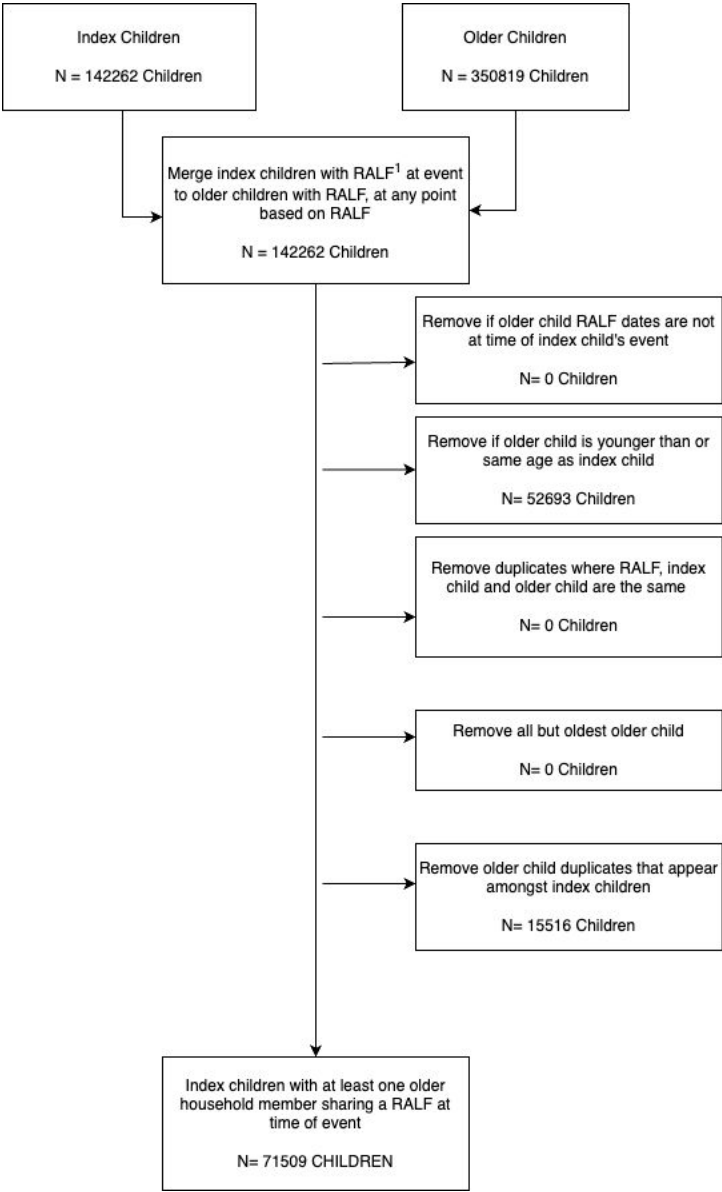 Index Children
N = 142262 Children
Older Children
N = 350819 Children
Merge index children with RALF¹ at event
to older children with RALF, at any point
based on RALF
N = 142262 Children
Remove if older child RALF dates are not
at time of index child's event
N= 0 Children
Remove if older child is younger than or
same age as index child
N= 52693 Children
Remove duplicates where RALF, index
child and older child are the same
N= 0 Children
Remove all but oldest older child
N= 0 Children
Remove older child duplicates that appear
amongst index children
N= 15516 Children
Index children with at least one older
household member sharing a RALF at
time of event
N= 71509 CHILDREN